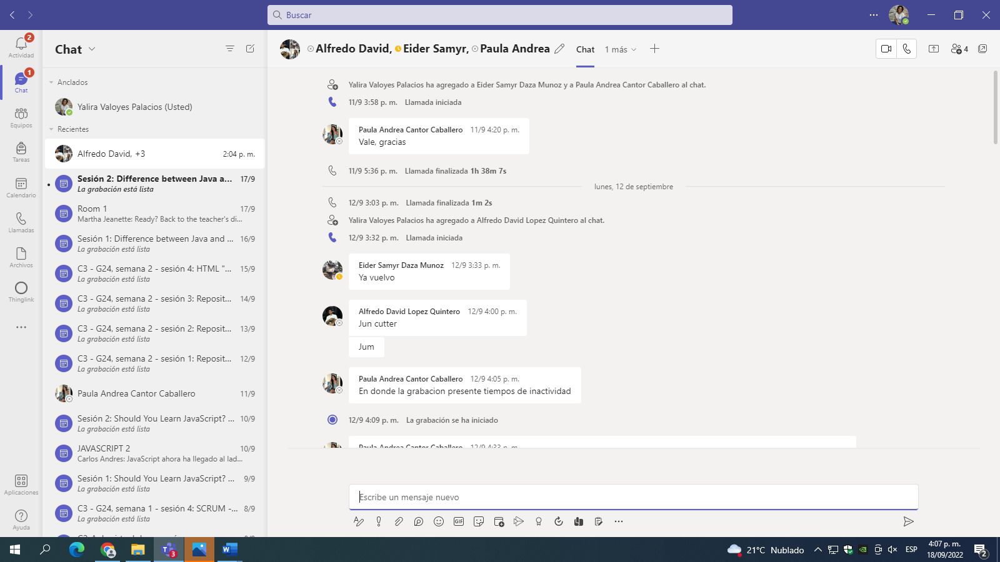 Buscar
2
Actividad
1
Chat
Equipos
Tareas
Calendario
Llamadas
Archivos
Thinglink
Aplicaciones
Ayuda
Chat
Anclados
Yalira Valoyes Palacios (Usted)
Recientes
Alfredo David, +3 2:04 p. m.
Sesión 2: Difference between Java a... 17/9
La grabación está lista
Room 1 17/9
Martha Jeanette: Ready? Back to the teacher's di...
Sesión 1: Difference between Java and ... 16/9
La grabación está lista
C3 - G24, semana 2 - sesión 4: HTML "... 15/9
La grabación está lista
C3 - G24, semana 2 - sesión 3: Reposit... 14/9
La grabación está lista
C3 - G24, semana 2 - sesión 2: Reposit... 13/9
La grabación está lista
C3 - G24, semana 2 - sesión 1: Reposit... 12/9
La grabación está lista
Paula Andrea Cantor Caballero 11/9
Sesión 2: Should You Learn JavaScript? ... 10/9
La grabación está lista
JAVASCRIPT 2 10/9
Carlos Andres: JavaScript ahora ha llegado al lad...
Sesión 1: Should You Learn JavaScript? ... 9/9
La grabación está lista
C3 - G24, semana 1 - sesión 4: SCRUM -... 8/9
La grabación está lista
Alfredo David, Eider Samyr, Paula Andrea Chat 1 más 4
Yalira Valoyes Palacios ha agregado a Eider Samyr Daza Munoz y a Paula Andrea Cantor Caballero al chat.
11/9 3:58 p. m. Llamada iniciada
Paula Andrea Cantor Caballero 11/9 4:20 p. m.
Vale, gracias
11/9 5:36 p. m. Llamada finalizada 1h 38m 7s
lunes, 12 de septiembre
12/9 3:03 p. m. Llamada finalizada 1m 2s
Yalira Valoyes Palacios ha agregado a Alfredo David Lopez Quintero al chat.
12/9 3:32 p. m. Llamada iniciada
Eider Samyr Daza Munoz 12/9 3:33 p. m.
Ya vuelvo
Alfredo David Lopez Quintero 12/9 4:00 p. m.
Jun cutter
Jum
Paula Andrea Cantor Caballero 12/9 4:05 p. m.
En donde la grabacion presente tiempos de inactividad
12/9 4:09 p. m. La grabación se ha iniciado
Paula Andrea Cantor Caballero 12/9 4:33 p. m.
Escribe un mensaje nuevo
GIF
3
W
21°C Nublado
ESP
4:07 p. m.
18/09/2022
2